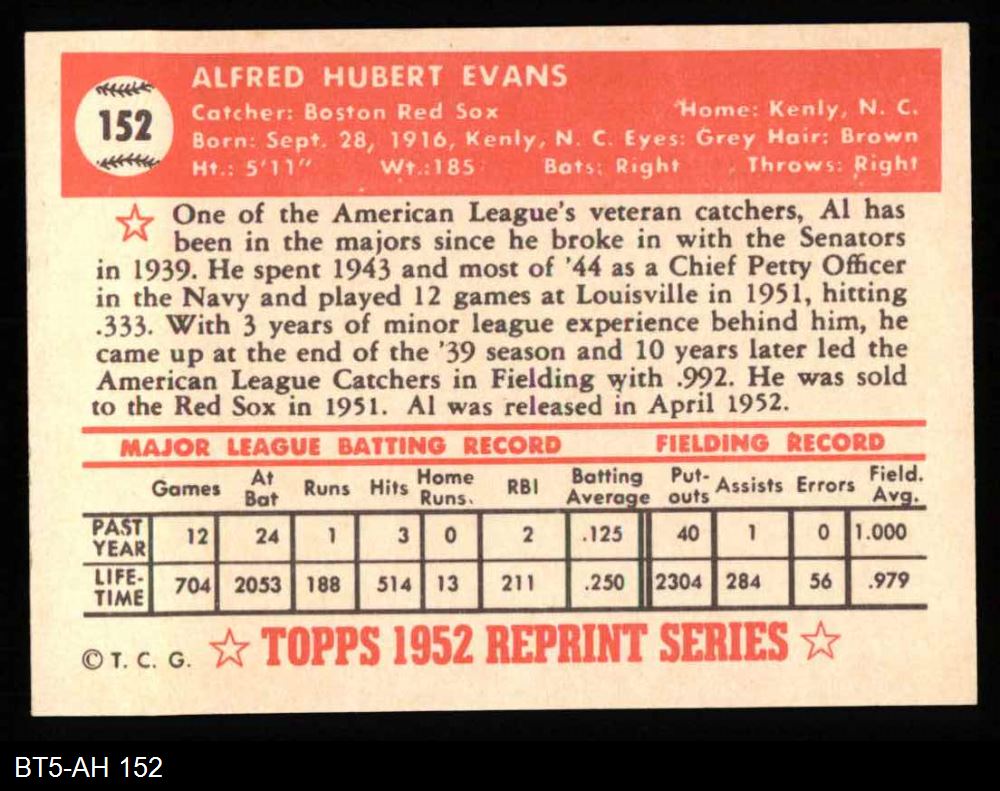 152
ALFRED HUBERT EVANS
Catcher: Boston Red Sox Home: Kenly, N. C.
Born: Sept. 28, 1916, Kenly, N. C. Eyes: Grey Hair: Brown
Ht.: 5'11" Wt.:185 Bats: Right Throws: Right
One of the American League's veteran catchers, Al has
been in the majors since he broke in with the Senators
in 1939. He spent 1943 and most of '44 as a Chief Petty Officer
in the Navy and played 12 games at Louisville in 1951, hitting
.333. With 3 years of minor league experience behind him, he
came up at the end of the '39 season and 10 years later led the
American League Catchers in Fielding with .992. He was sold
to the Red Sox in 1951. Al was released in April 1952.
MAJOR LEAGUE BATTING RECORD FIELDING RECORD
Games At Bat Runs Hits Home Runs. RBI Batting Average Put-outs Assists Errors Field. Avg.
PAST YEAR 12 24 1 3 0 2 .125 40 1 0 1.000
LIFE-TIME 704 2053 188 514 13 211 .250 2304 284 56 .979
© T. C. G. ☆ TOPPS 1952 REPRINT SERIES ☆
BT5-AH 152